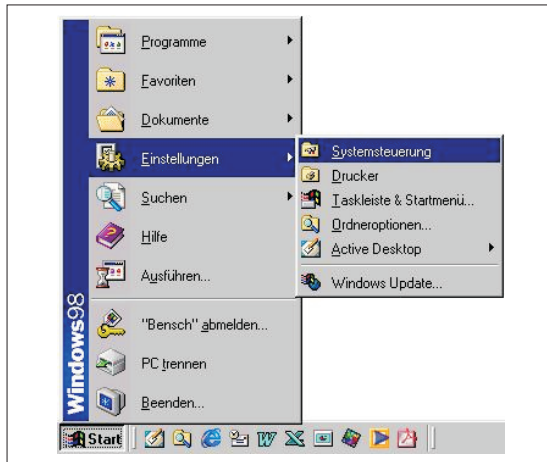 Programme
Favoriten
Dokumente
Einstellungen
Suchen
Hilfe
Ausführen...
"Bensch" abmelden...
PC trennen
Beenden...
Systemsteuerung
Drucker
Taskleiste & Startmenü...
Ordneroptionen...
Active Desktop
Windows Update...
Windows98
Start